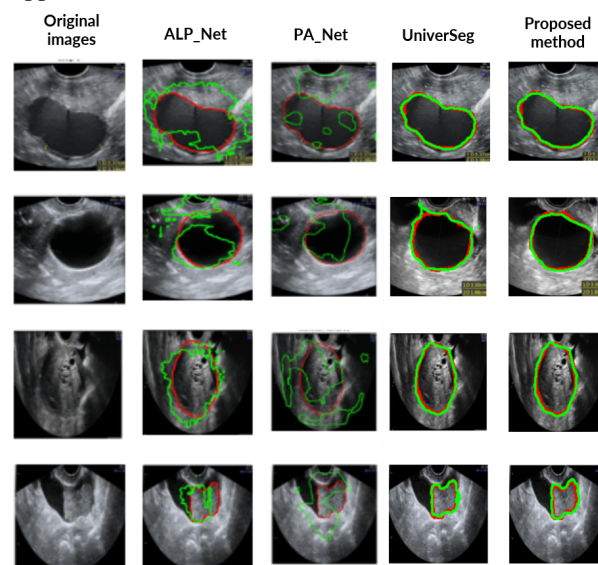 Original
images
ALP_Net
PA_Net
UniverSeg
Proposed
method